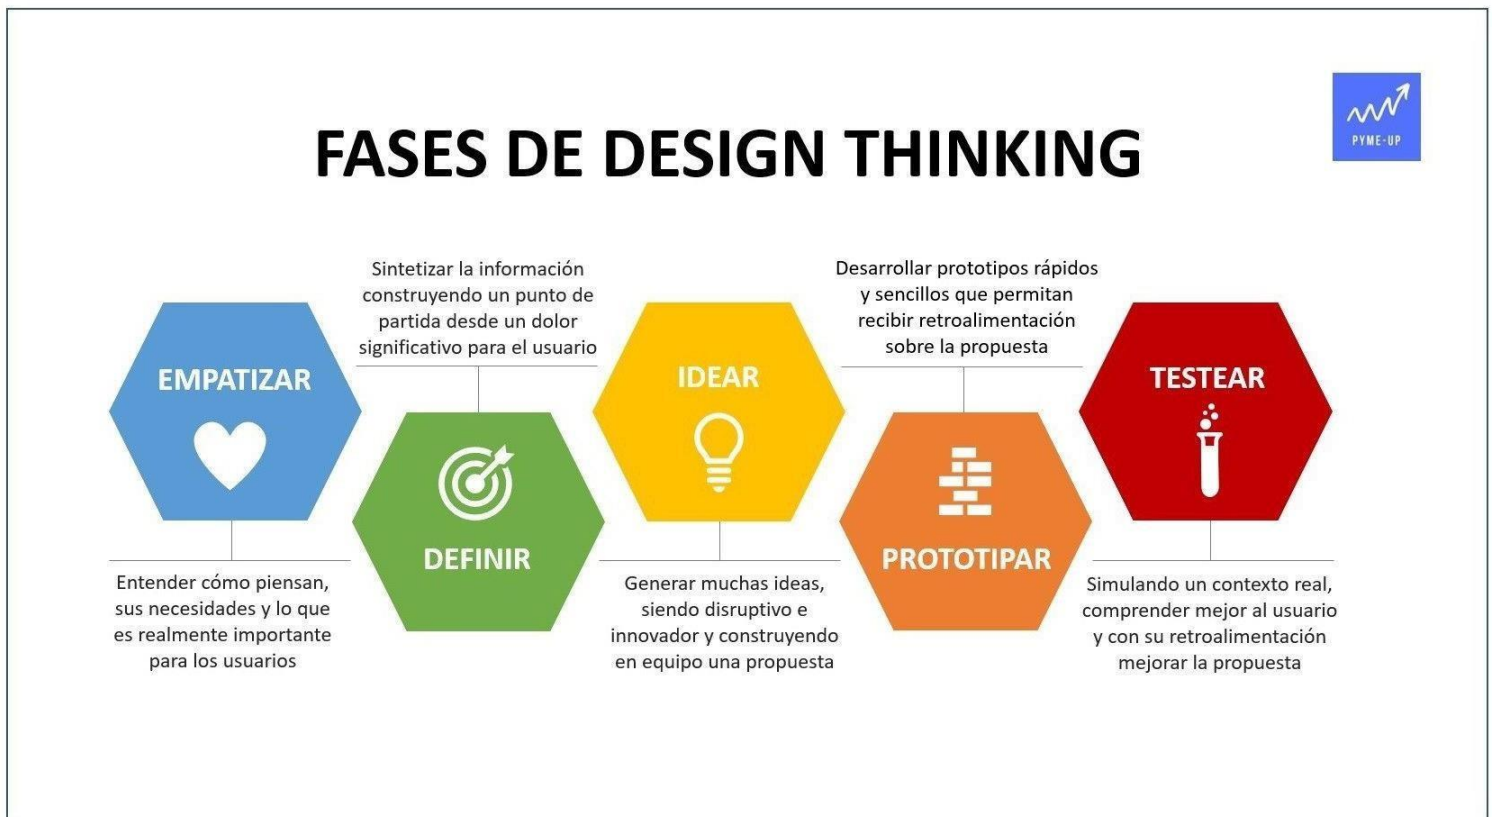 PYME-UP
FASES DE DESIGN THINKING
EMPATIZAR
Entender cómo piensan,
sus necesidades y lo que
es realmente importante
para los usuarios
Sintetizar la información
construyendo un punto de
partida desde un dolor
significativo para el usuario
DEFINIR
IDEAR
Generar muchas ideas,
siendo disruptivo e
innovador y construyendo
en equipo una propuesta
Desarrollar prototipos rápidos
y sencillos que permitan
recibir retroalimentación
sobre la propuesta
PROTOTIPAR
TESTEAR
Simulando un contexto real,
comprender mejor al usuario
y con su retroalimentación
mejorar la propuesta